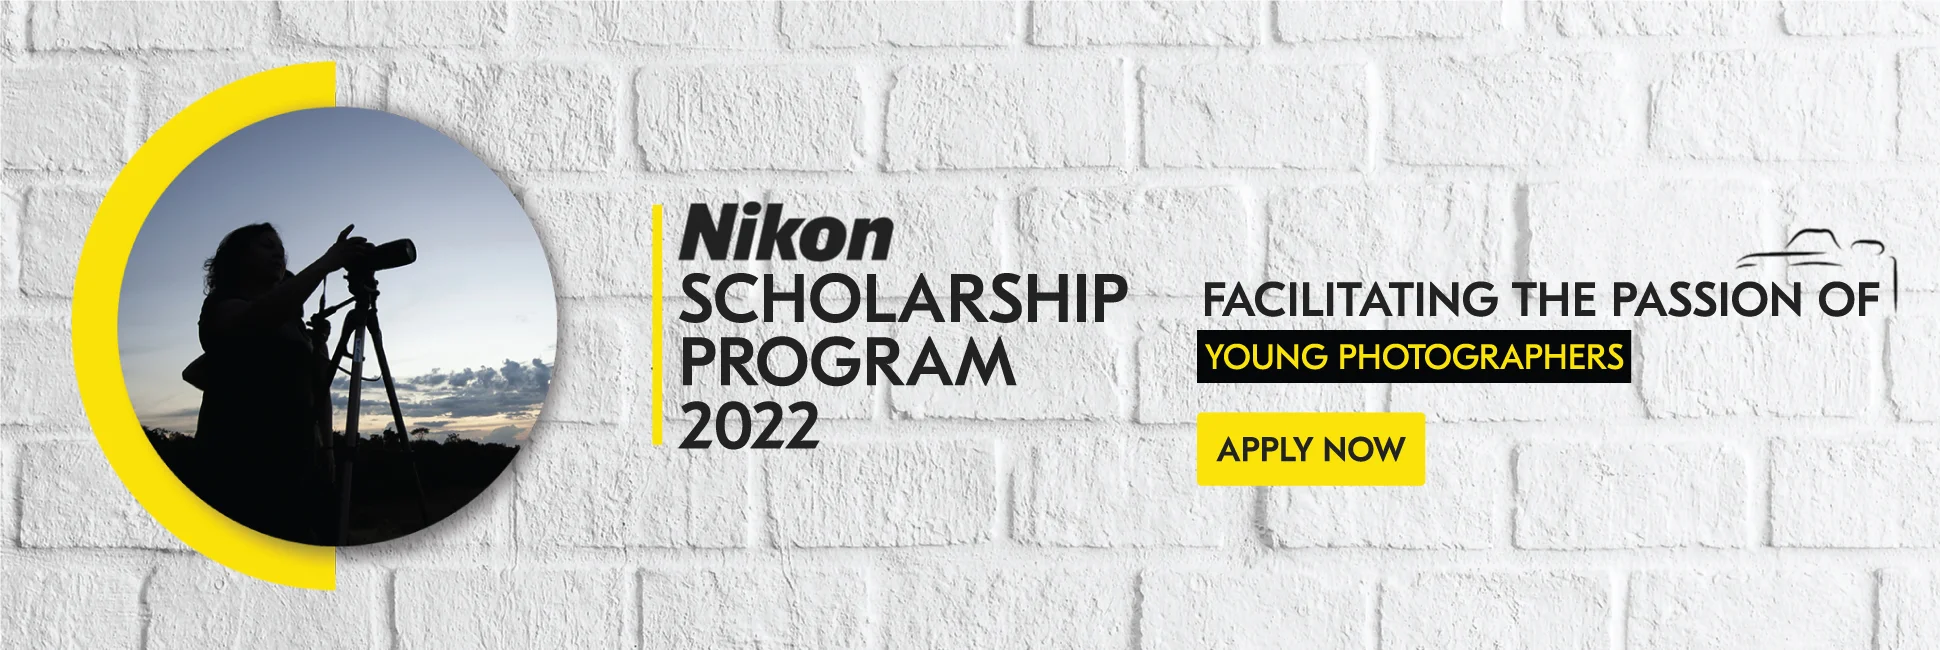 Nikon
SCHOLARSHIP
PROGRAM
2022
FACILITATING THE PASSION OF
YOUNG PHOTOGRAPHERS
APPLY NOW